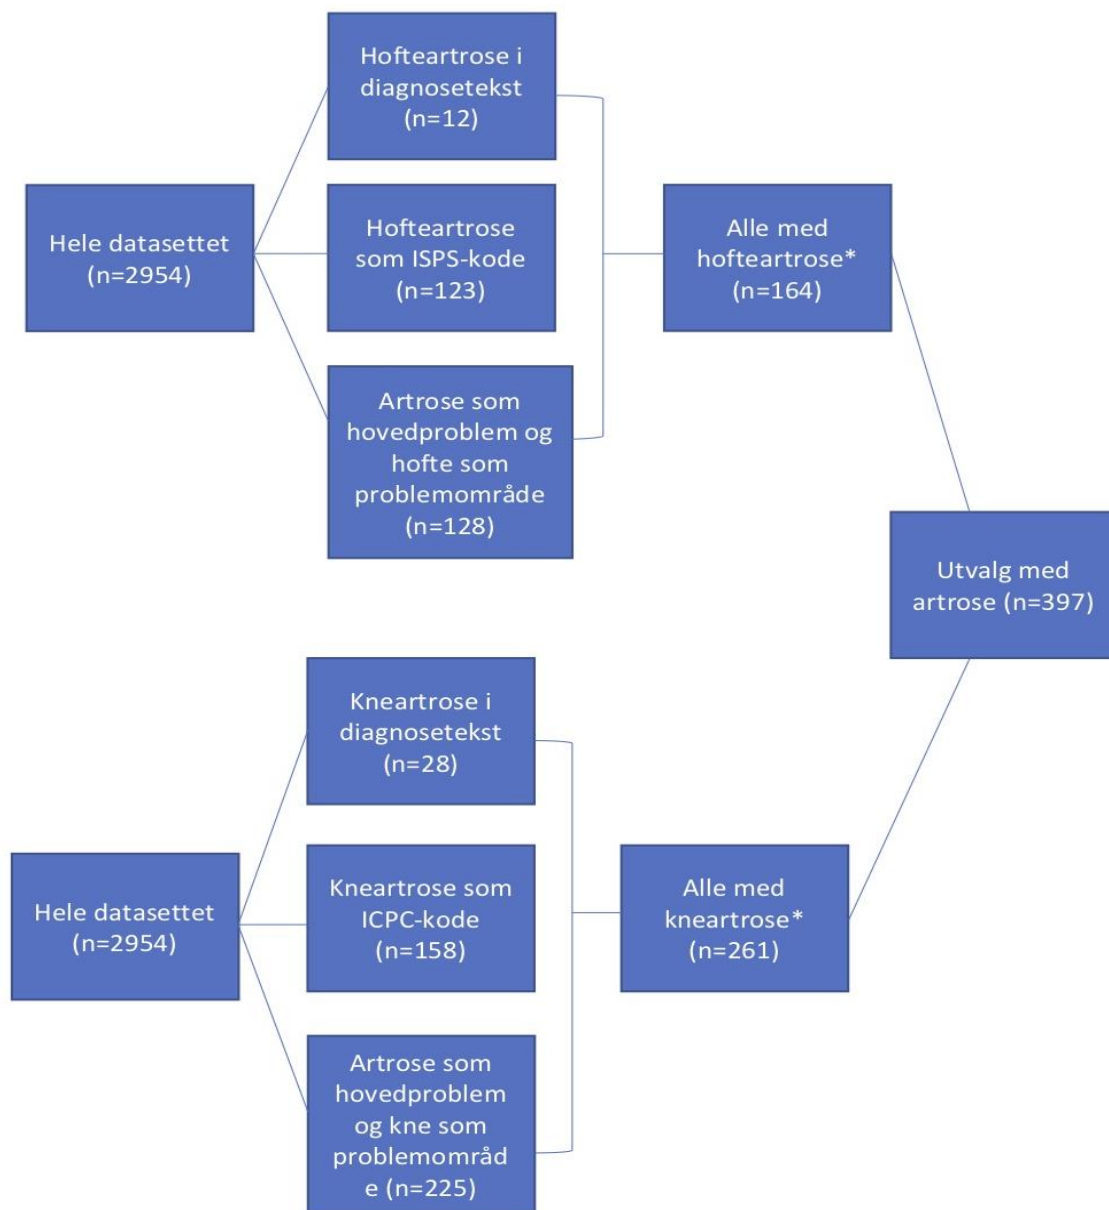 Hofteartrose i
diagnosetekst
(n=12)
Hele datasettet
(n=2954)
Hofteartrose
som ISPS-kode
(n=123)
Alle med
hofteartrose*
(n=164)
Artrose som
hovedproblem og
hofte som
problemområde
(n=128)
Utvalg med
artrose (n=397)
Kneartrose i
diagnosetekst
(n=28)
Hele datasettet
(n=2954)
Kneartrose som
ICPC-kode
(n=158)
Alle med
kneartrose*
(n=261)
Artrose som
hovedproblem
og kne som
problemområd
e (n=225)